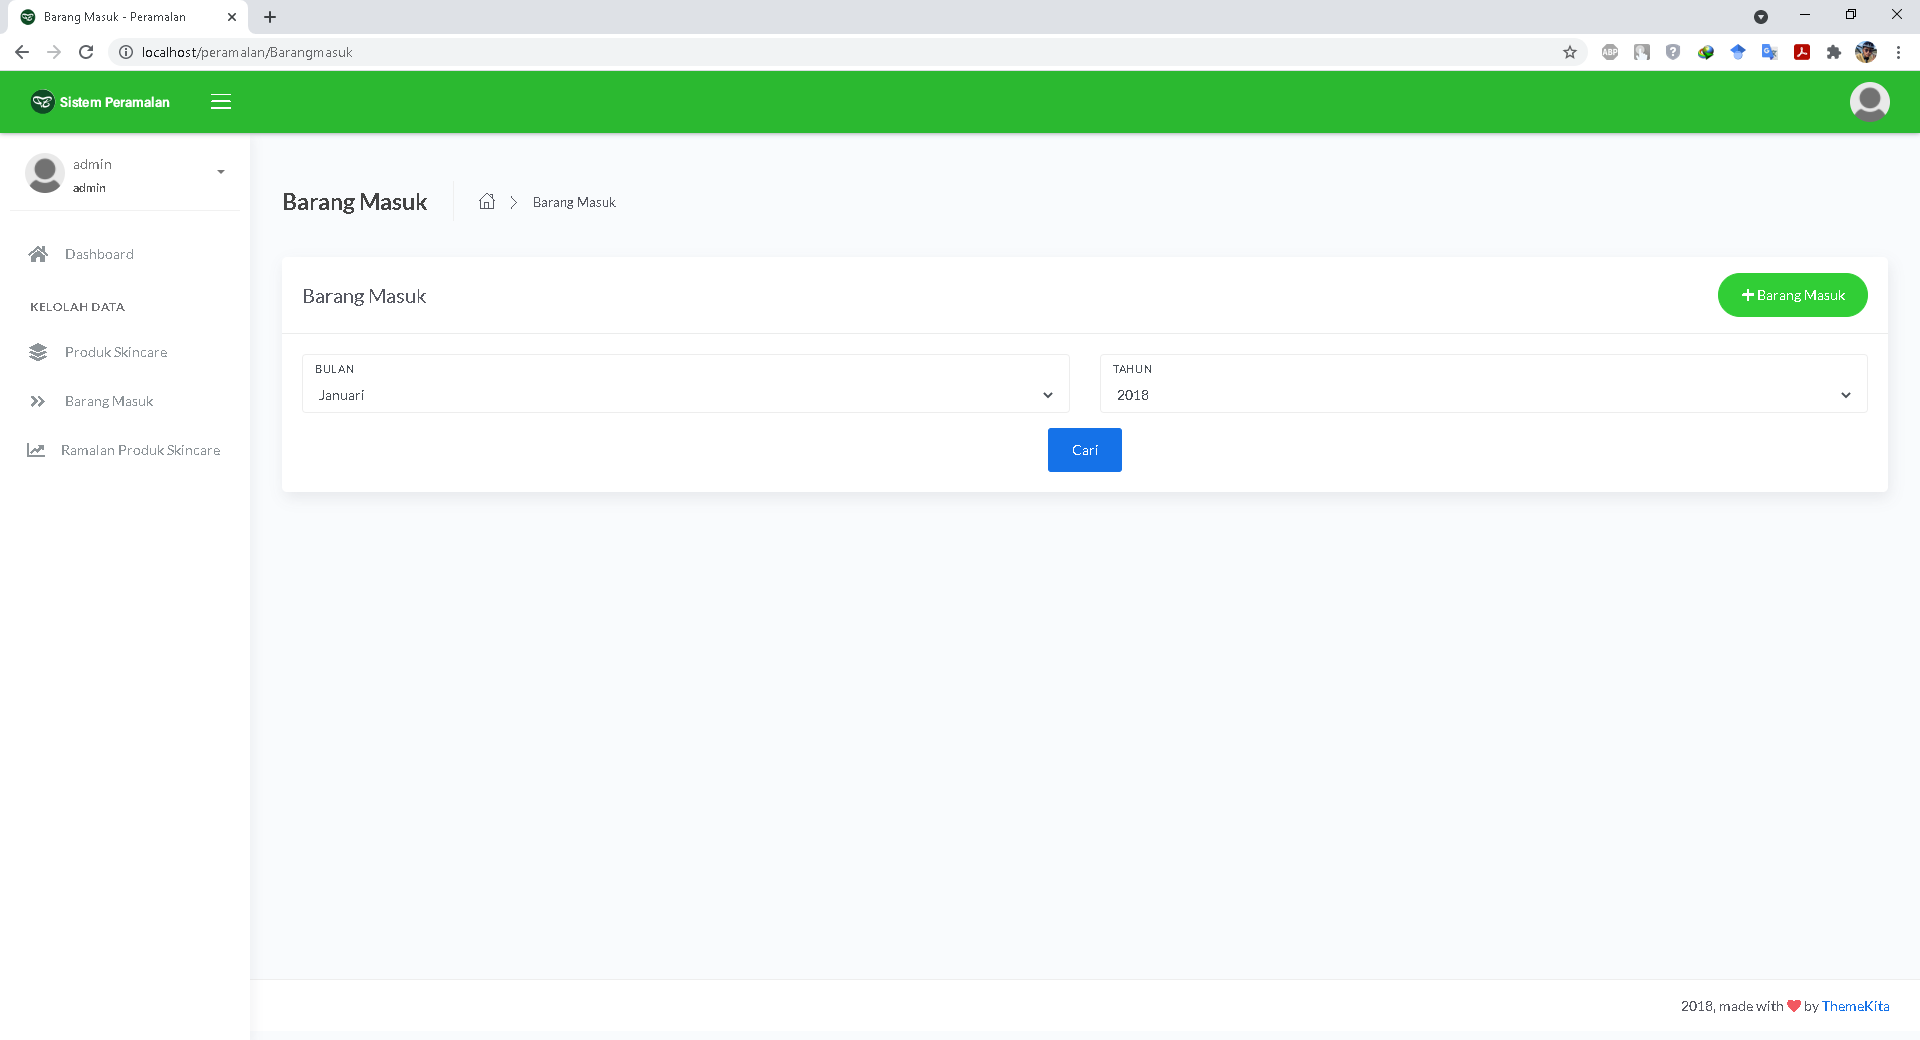 Barang Masuk - Peramalan
localhost/peramalan/Barangmasuk
ABP
Sistem Peramalan
admin
admin
Dashboard
KELOLAH DATA
Produk Skincare
Barang Masuk
Ramalan Produk Skincare
Barang Masuk
Barang Masuk
Barang Masuk
Barang Masuk
BULAN
Januari
TAHUN
2018
Cari
2018, made with by ThemeKita